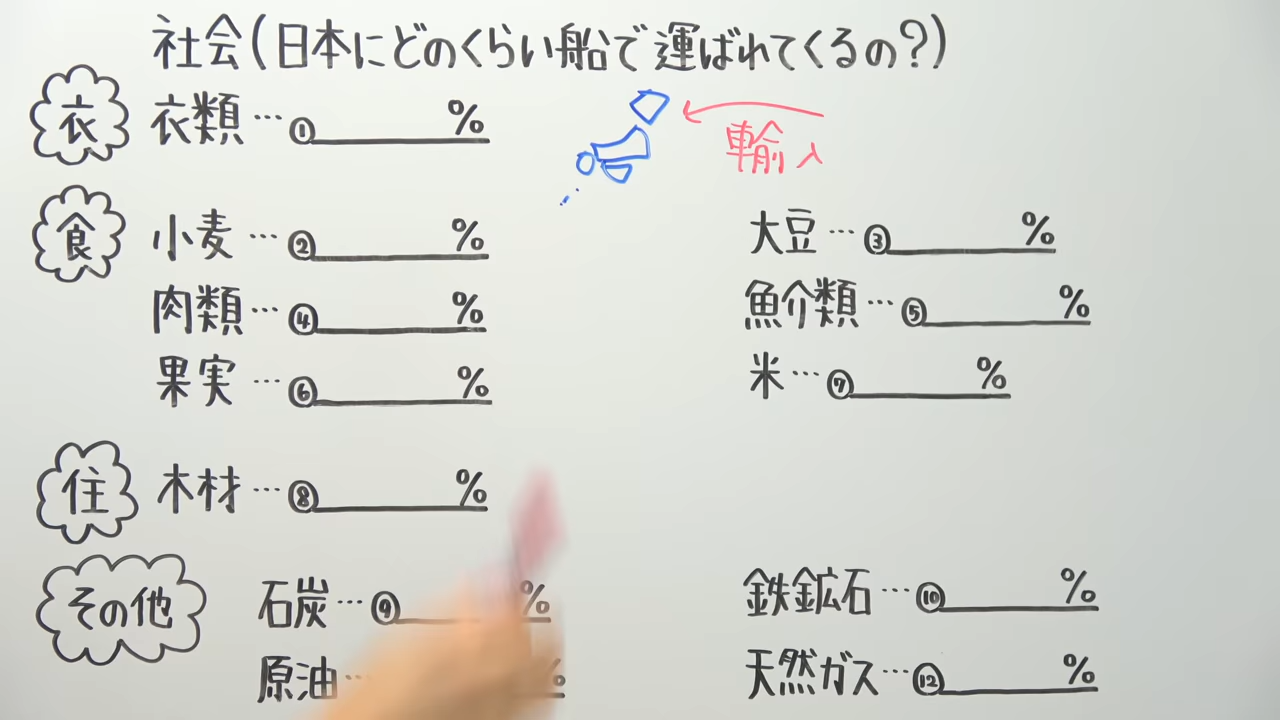 社会(日本にどのくらい船で運ばれてくるの?)
衣 衣類…① %
輸入
食 小麦…② %
大豆…③ %
肉類…④ %
魚介類…⑤ %
果実…⑥ %
米…⑦ %
住 木材…⑧ %
その他 石炭…⑨ %
鉄鉱石…⑩ %
原油… %
天然ガス…⑫ %